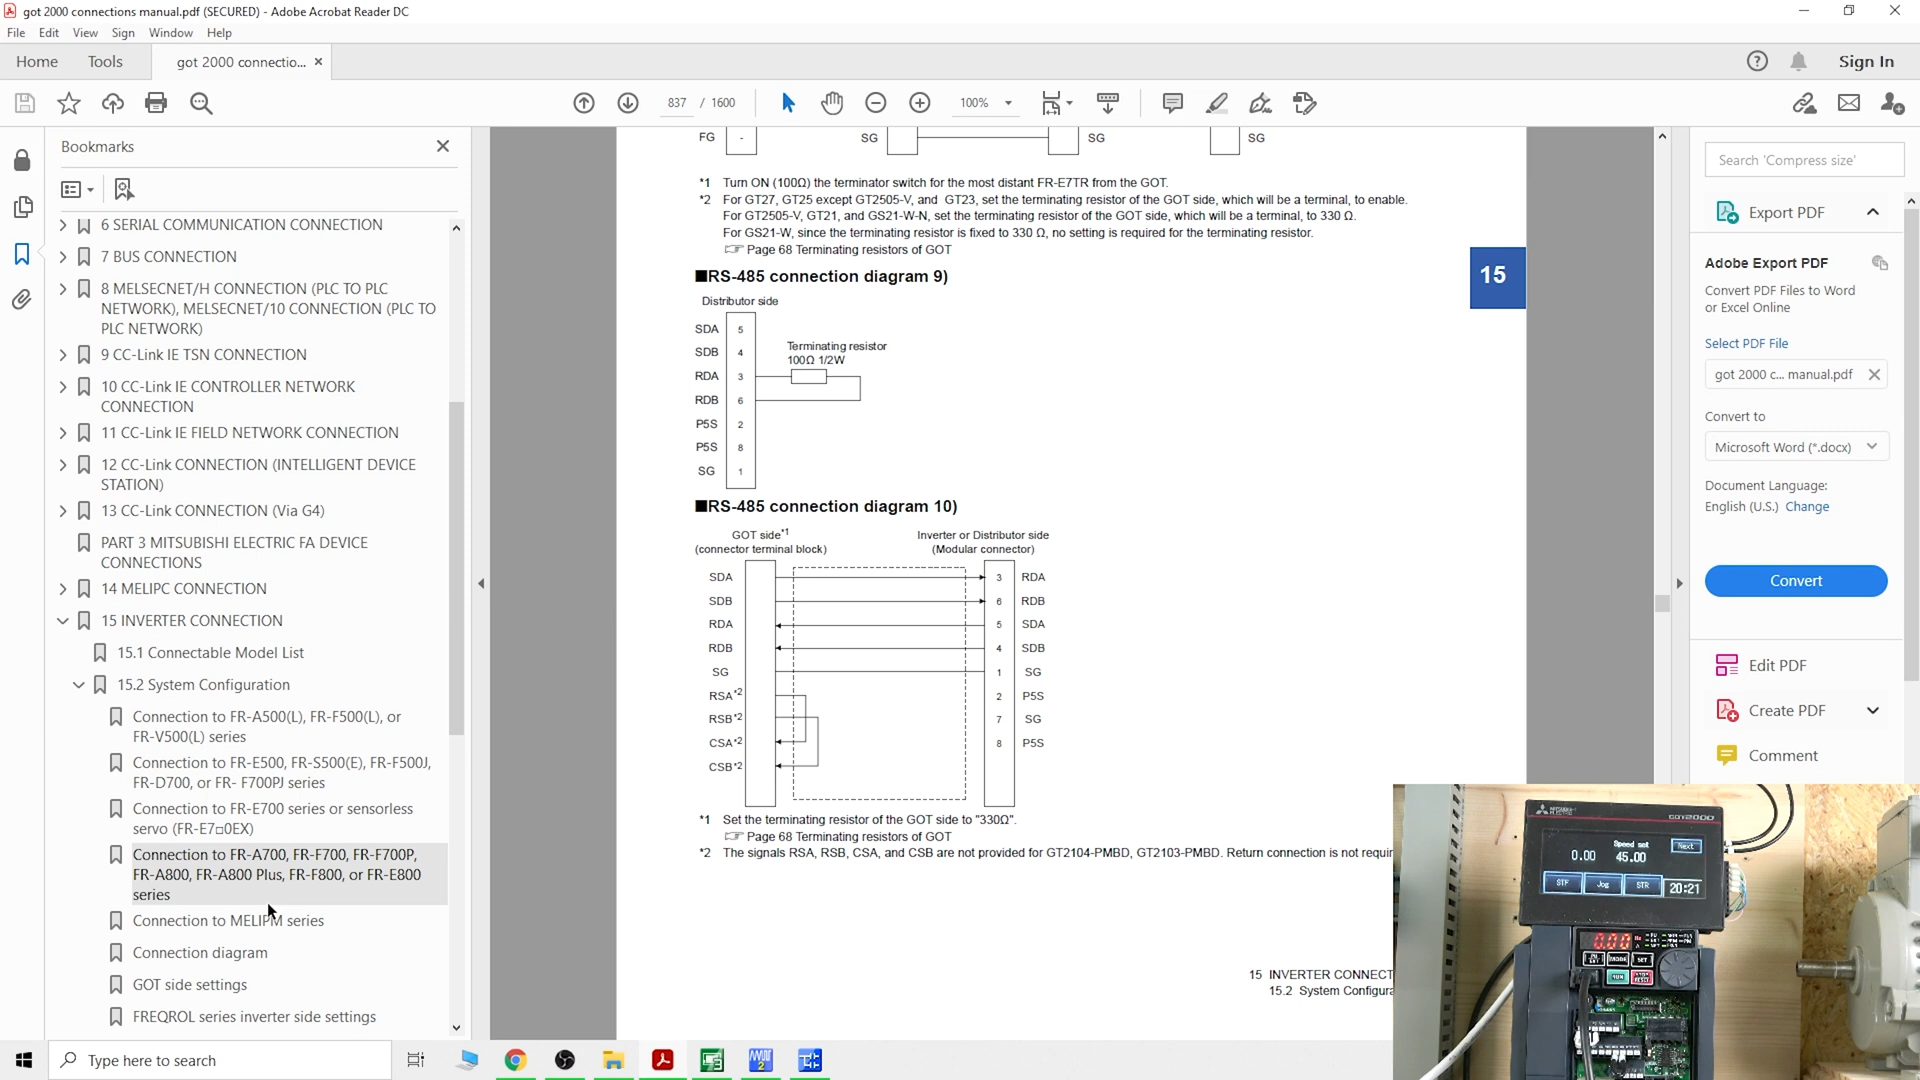 got 2000 connections manual.pdf (SECURED) - Adobe Acrobat Reader DC
File Edit View Sign Window Help
Home Tools got 2000 connectio... × Sign In
837 / 1600 100%
Bookmarks
6 SERIAL COMMUNICATION CONNECTION
7 BUS CONNECTION
8 MELSECNET/H CONNECTION (PLC TO PLC
NETWORK), MELSECNET/10 CONNECTION (PLC TO
PLC NETWORK)
9 CC-Link IE TSN CONNECTION
10 CC-Link IE CONTROLLER NETWORK
CONNECTION
11 CC-Link IE FIELD NETWORK CONNECTION
12 CC-Link CONNECTION (INTELLIGENT DEVICE
STATION)
13 CC-Link CONNECTION (Via G4)
PART 3 MITSUBISHI ELECTRIC FA DEVICE
CONNECTIONS
14 MELIPC CONNECTION
15 INVERTER CONNECTION
15.1 Connectable Model List
15.2 System Configuration
Connection to FR-A500(L), FR-F500(L), or
FR-V500(L) series
Connection to FR-E500, FR-S500(E), FR-F500J,
FR-D700, or FR- F700PJ series
Connection to FR-E700 series or sensorless
servo (FR-E7□0EX)
Connection to FR-A700, FR-F700, FR-F700P,
FR-A800, FR-A800 Plus, FR-F800, or FR-E800
series
Connection to MELIPM series
Connection diagram
GOT side settings
FREQROL series inverter side settings
FG - SG SG SG
*1 Turn ON (100Ω) the terminator switch for the most distant FR-E7TR from the GOT.
*2 For GT27, GT25 except GT2505-V, and GT23, set the terminating resistor of the GOT side, which will be a terminal, to enable.
For GT2505-V, GT21, and GS21-W-N, set the terminating resistor of the GOT side, which will be a terminal, to 330 Ω.
For GS21-W, since the terminating resistor is fixed to 330 Ω, no setting is required for the terminating resistor.
Page 68 Terminating resistors of GOT
15
■RS-485 connection diagram 9)
Distributor side
SDA 5
SDB 4
Terminating resistor
100Ω 1/2W
RDA 3
RDB 6
P5S 2
P5S 8
SG 1
■RS-485 connection diagram 10)
GOT side*1 Inverter or Distributor side
(connector terminal block) (Modular connector)
SDA 3 RDA
SDB 6 RDB
RDA 5 SDA
RDB 4 SDB
SG 1 SG
RSA*2 2 P5S
RSB*2 7 SG
CSA*2 8 P5S
CSB*2
*1 Set the terminating resistor of the GOT side to "330Ω".
Page 68 Terminating resistors of GOT
*2 The signals RSA, RSB, CSA, and CSB are not provided for GT2104-PMBD, GT2103-PMBD. Return connection is not requir
15 INVERTER CONNECT
15.2 System Configura
Search 'Compress size'
Export PDF
Adobe Export PDF
Convert PDF Files to Word
or Excel Online
Select PDF File
got 2000 c... manual.pdf
Convert to
Microsoft Word (*.docx)
Document Language:
English (U.S.) Change
Convert
Edit PDF
Create PDF
Comment
MITSUBISHI ELECTRIC GOT2000
Speed set Next
0.00 45.00
STF Jog STR 20:21
0.00
MODE SET
RUN
Type here to search